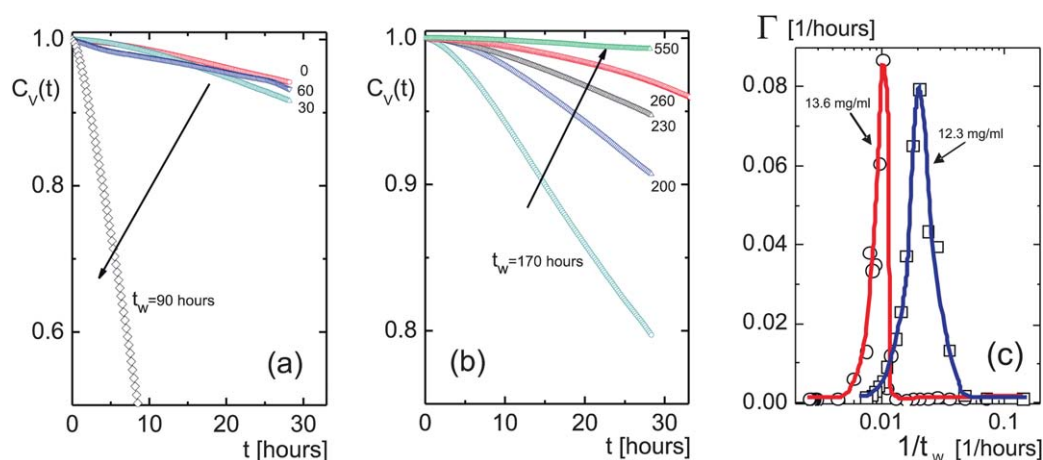 1.0
C_V(t)
0.8
0.6
0
60
30
t_w=90 hours
(a)
0
10
20
30
t [hours]
1.0
C_V(t)
0.9
0.8
550
260
230
200
t_w=170 hours
(b)
0
10
20
30
t [hours]
Γ [1/hours]
0.08
0.06
0.04
0.02
0.00
13.6 mg/ml
12.3 mg/ml
(c)
0.01
0.1
1/t_w [1/hours]